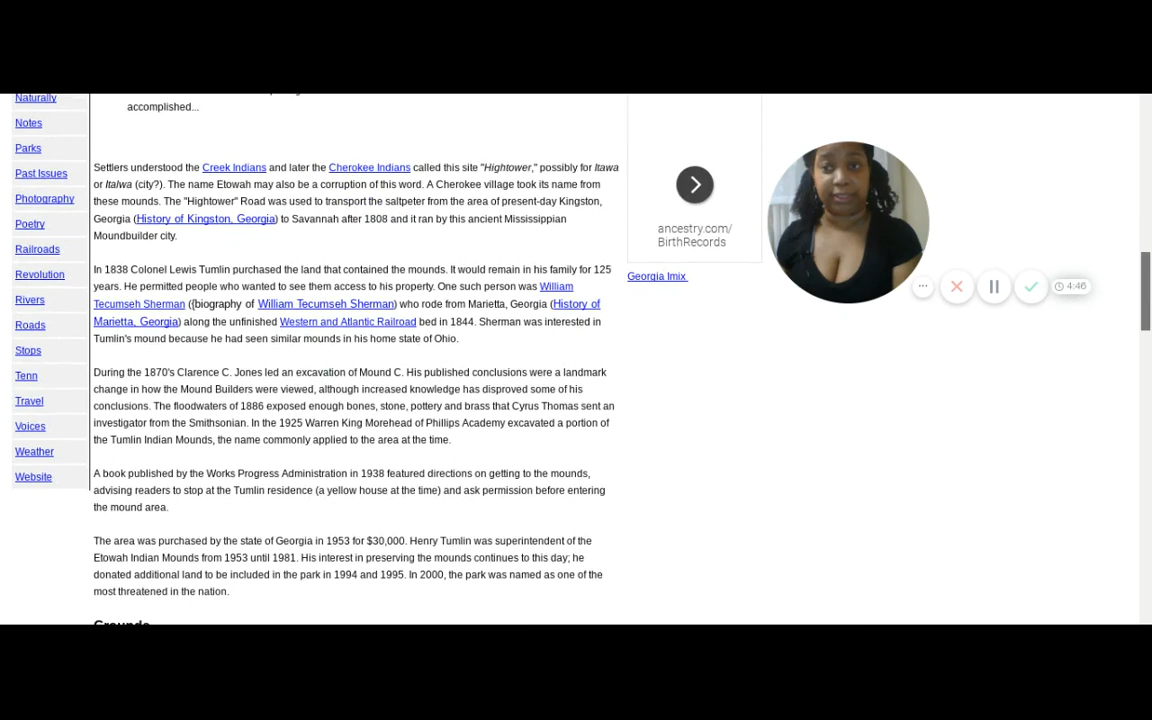 Naturally
Notes
Parks
Past Issues
Photography
Poetry
Railroads
Revolution
Rivers
Roads
Stops
Tenn
Travel
Voices
Weather
Website
accomplished...
Settlers understood the Creek Indians and later the Cherokee Indians called this site "Hightower," possibly for Itawa
or Italwa (city?). The name Etowah may also be a corruption of this word. A Cherokee village took its name from
these mounds. The "Hightower" Road was used to transport the saltpeter from the area of present-day Kingston,
Georgia (History of Kingston, Georgia) to Savannah after 1808 and it ran by this ancient Mississippian
Moundbuilder city.
In 1838 Colonel Lewis Tumlin purchased the land that contained the mounds. It would remain in his family for 125
years. He permitted people who wanted to see them access to his property. One such person was William
Tecumseh Sherman ({biography of William Tecumseh Sherman) who rode from Marietta, Georgia (History of
Marietta, Georgia) along the unfinished Western and Atlantic Railroad bed in 1844. Sherman was interested in
Tumlin's mound because he had seen similar mounds in his home state of Ohio.
During the 1870's Clarence C. Jones led an excavation of Mound C. His published conclusions were a landmark
change in how the Mound Builders were viewed, although increased knowledge has disproved some of his
conclusions. The floodwaters of 1886 exposed enough bones, stone, pottery and brass that Cyrus Thomas sent an
investigator from the Smithsonian. In the 1925 Warren King Morehead of Phillips Academy excavated a portion of
the Tumlin Indian Mounds, the name commonly applied to the area at the time.
A book published by the Works Progress Administration in 1938 featured directions on getting to the mounds,
advising readers to stop at the Tumlin residence (a yellow house at the time) and ask permission before entering
the mound area.
The area was purchased by the state of Georgia in 1953 for $30,000. Henry Tumlin was superintendent of the
Etowah Indian Mounds from 1953 until 1981. His interest in preserving the mounds continues to this day; he
donated additional land to be included in the park in 1994 and 1995. In 2000, the park was named as one of the
most threatened in the nation.
Grounds
ancestry.com/
BirthRecords
Georgia Imix
4:46